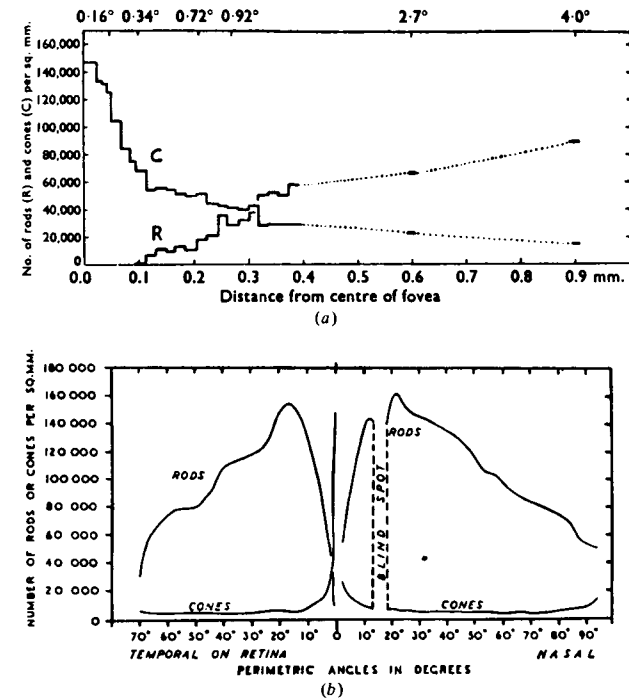 0·16° 0·34° 0·72° 0·92° 2·7° 4·0°
No. of rods (R) and cones (C) per sq. mm.
160,000
140,000
120,000
100,000
80,000
60,000
40,000
20,000
0
C
R
0.0 0.1 0.2 0.3 0.4 0.5 0.6 0.7 0.8 0.9 mm.
Distance from centre of fovea
(a)
NUMBER OF RODS OR CONES PER SQ.MM.
180 000
160 000
140 000
120 000
100 000
80 000
60 000
40 000
20 000
0
RODS
RODS
BLIND SPOT
CONES
CONES
70° 60° 50° 40° 30° 20° 10° 0 10° 20° 30° 40° 50° 60° 70° 80° 90°
TEMPORAL ON RETINA NASAL
PERIMETRIC ANGLES IN DEGREES
(b)